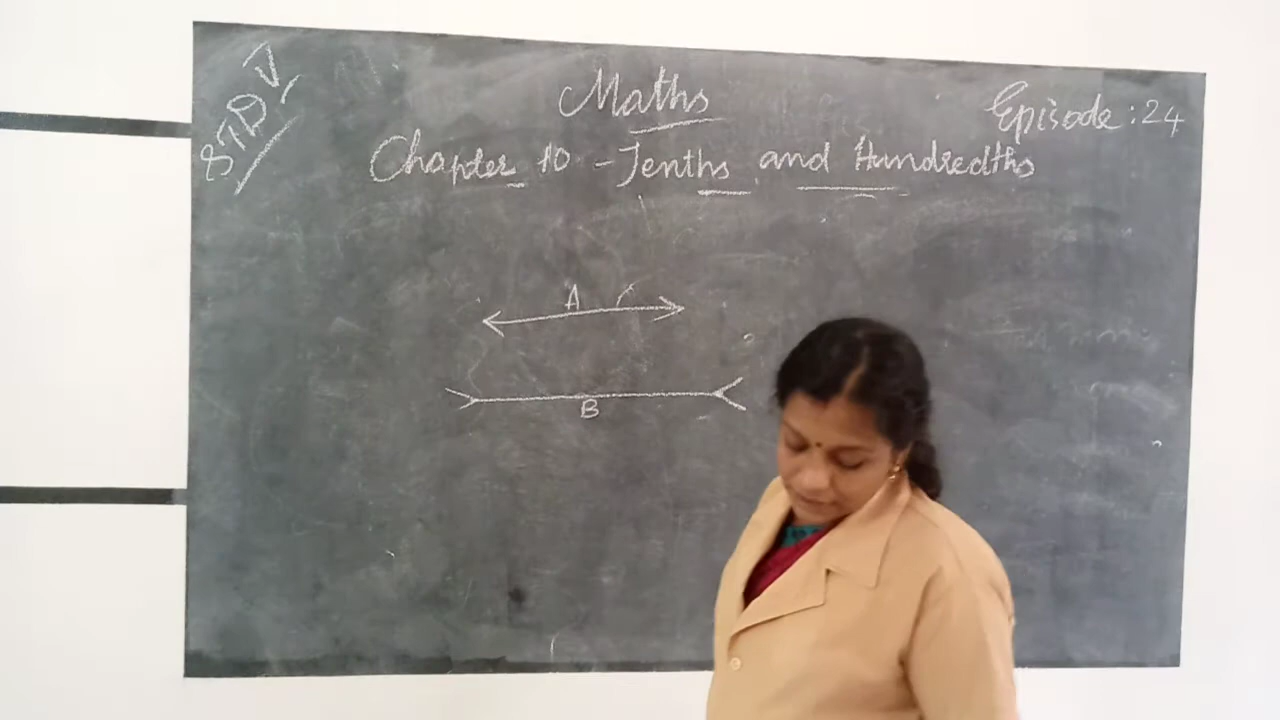 STD V
Maths
Episode: 24
Chapter 10 - Tenths and Hundredths
A
B